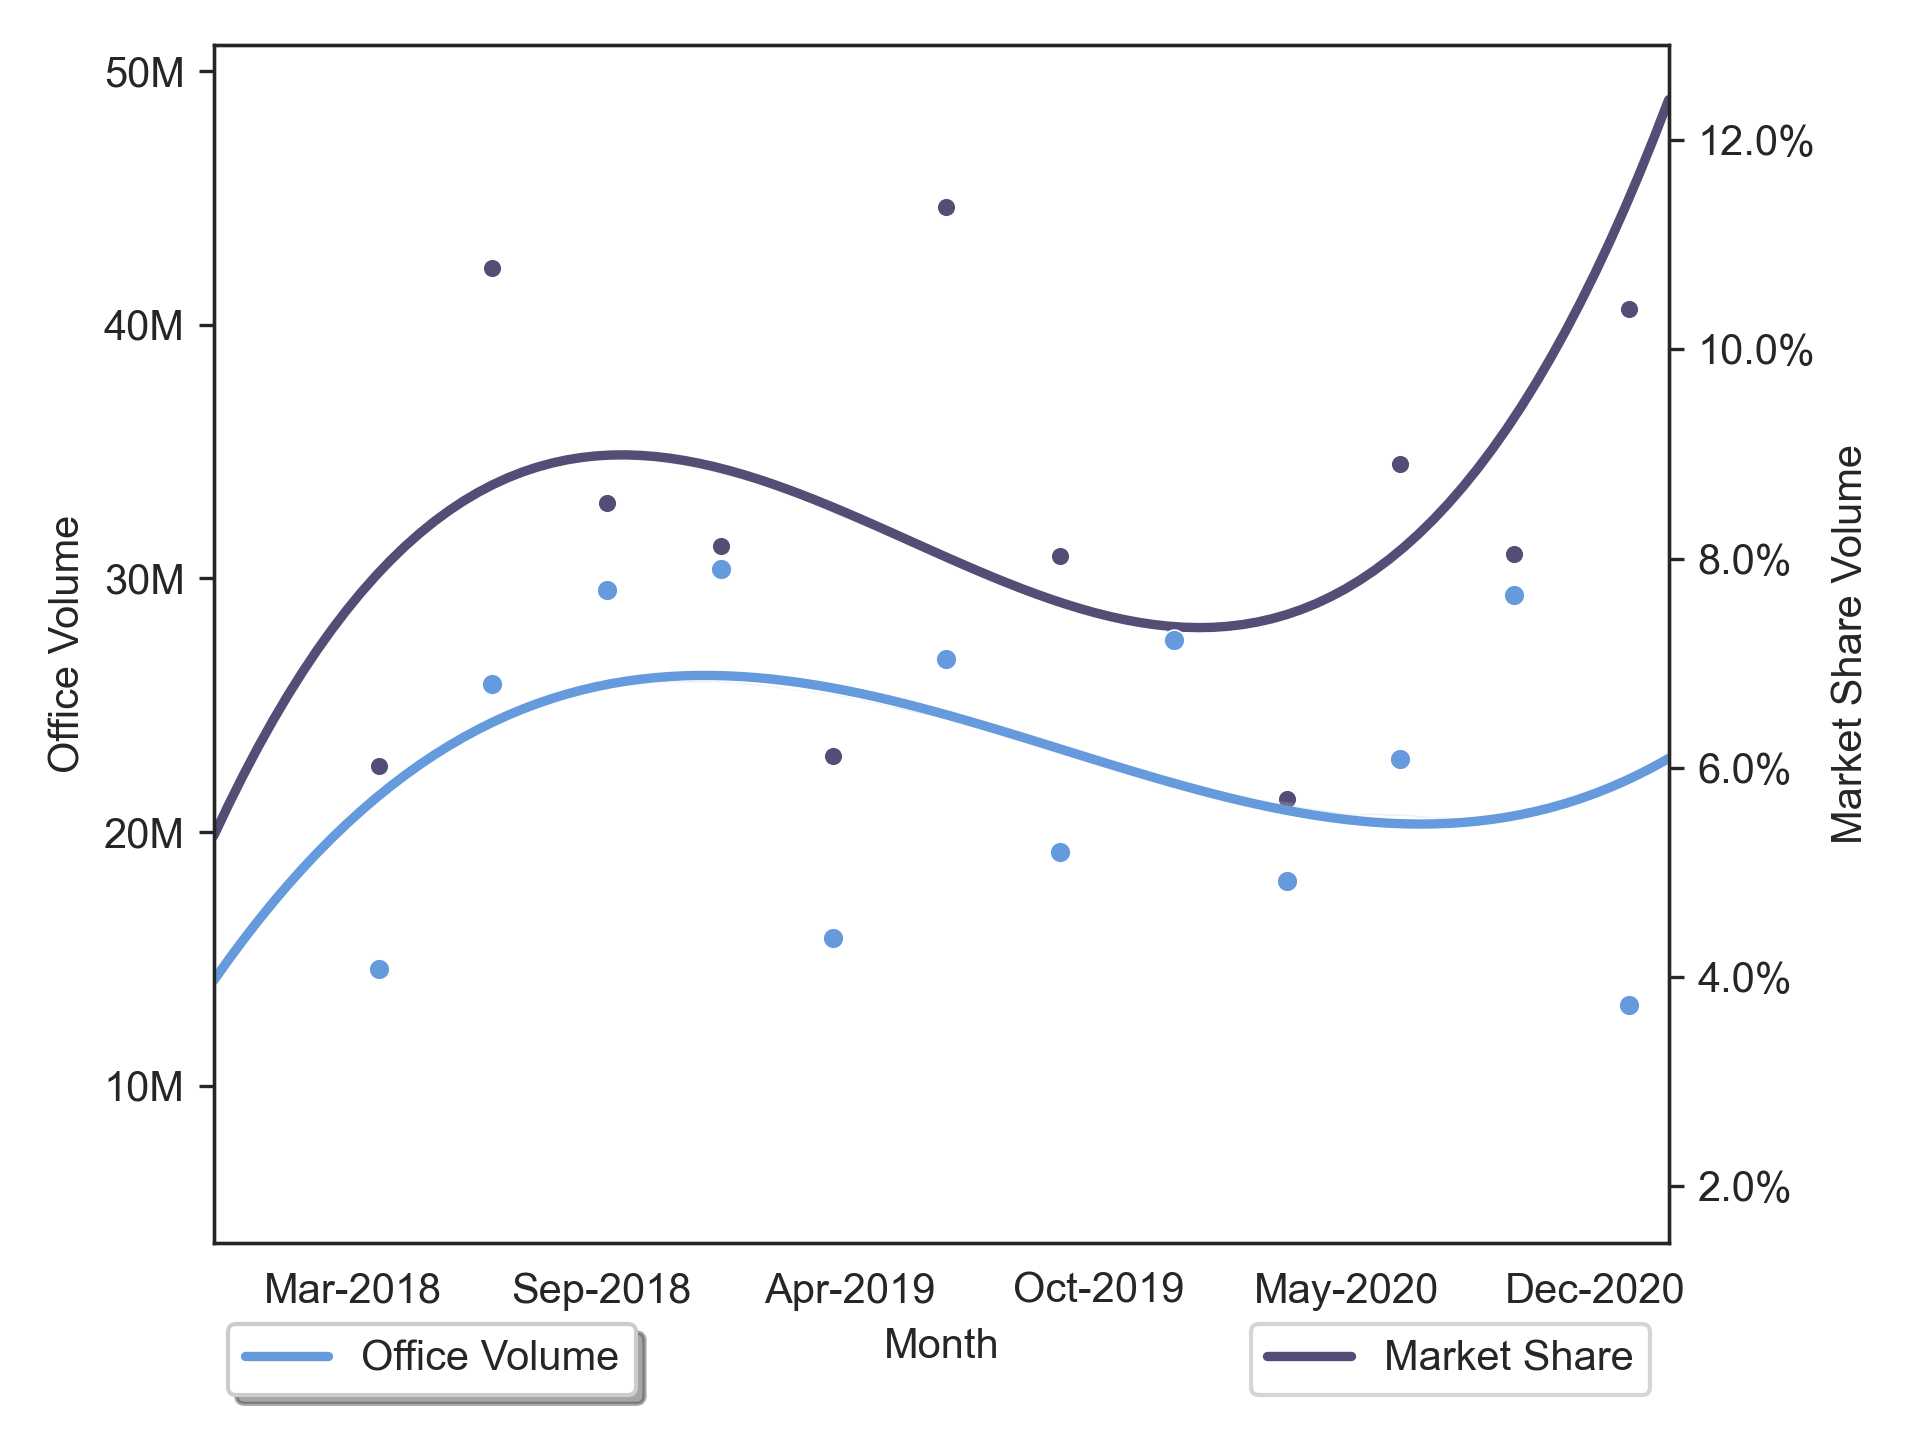 50M
40M
30M
20M
10M
Office Volume
12.0%
10.0%
8.0%
6.0%
4.0%
2.0%
Market Share Volume
Mar-2018 Sep-2018 Apr-2019 Oct-2019 May-2020 Dec-2020
Month
Office Volume
Market Share